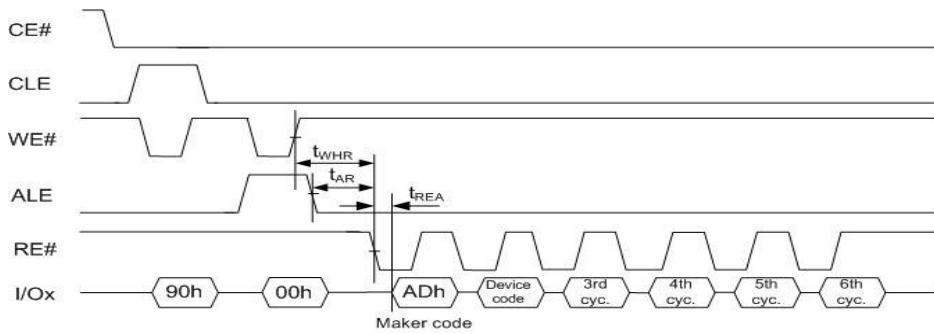 CE#
CLE
WE#
tWHR
ALE
tAR
tREA
RE#
I/Ox
90h
00h
ADh
Device code
3rd cyc.
4th cyc.
5th cyc.
6th cyc.
Maker code